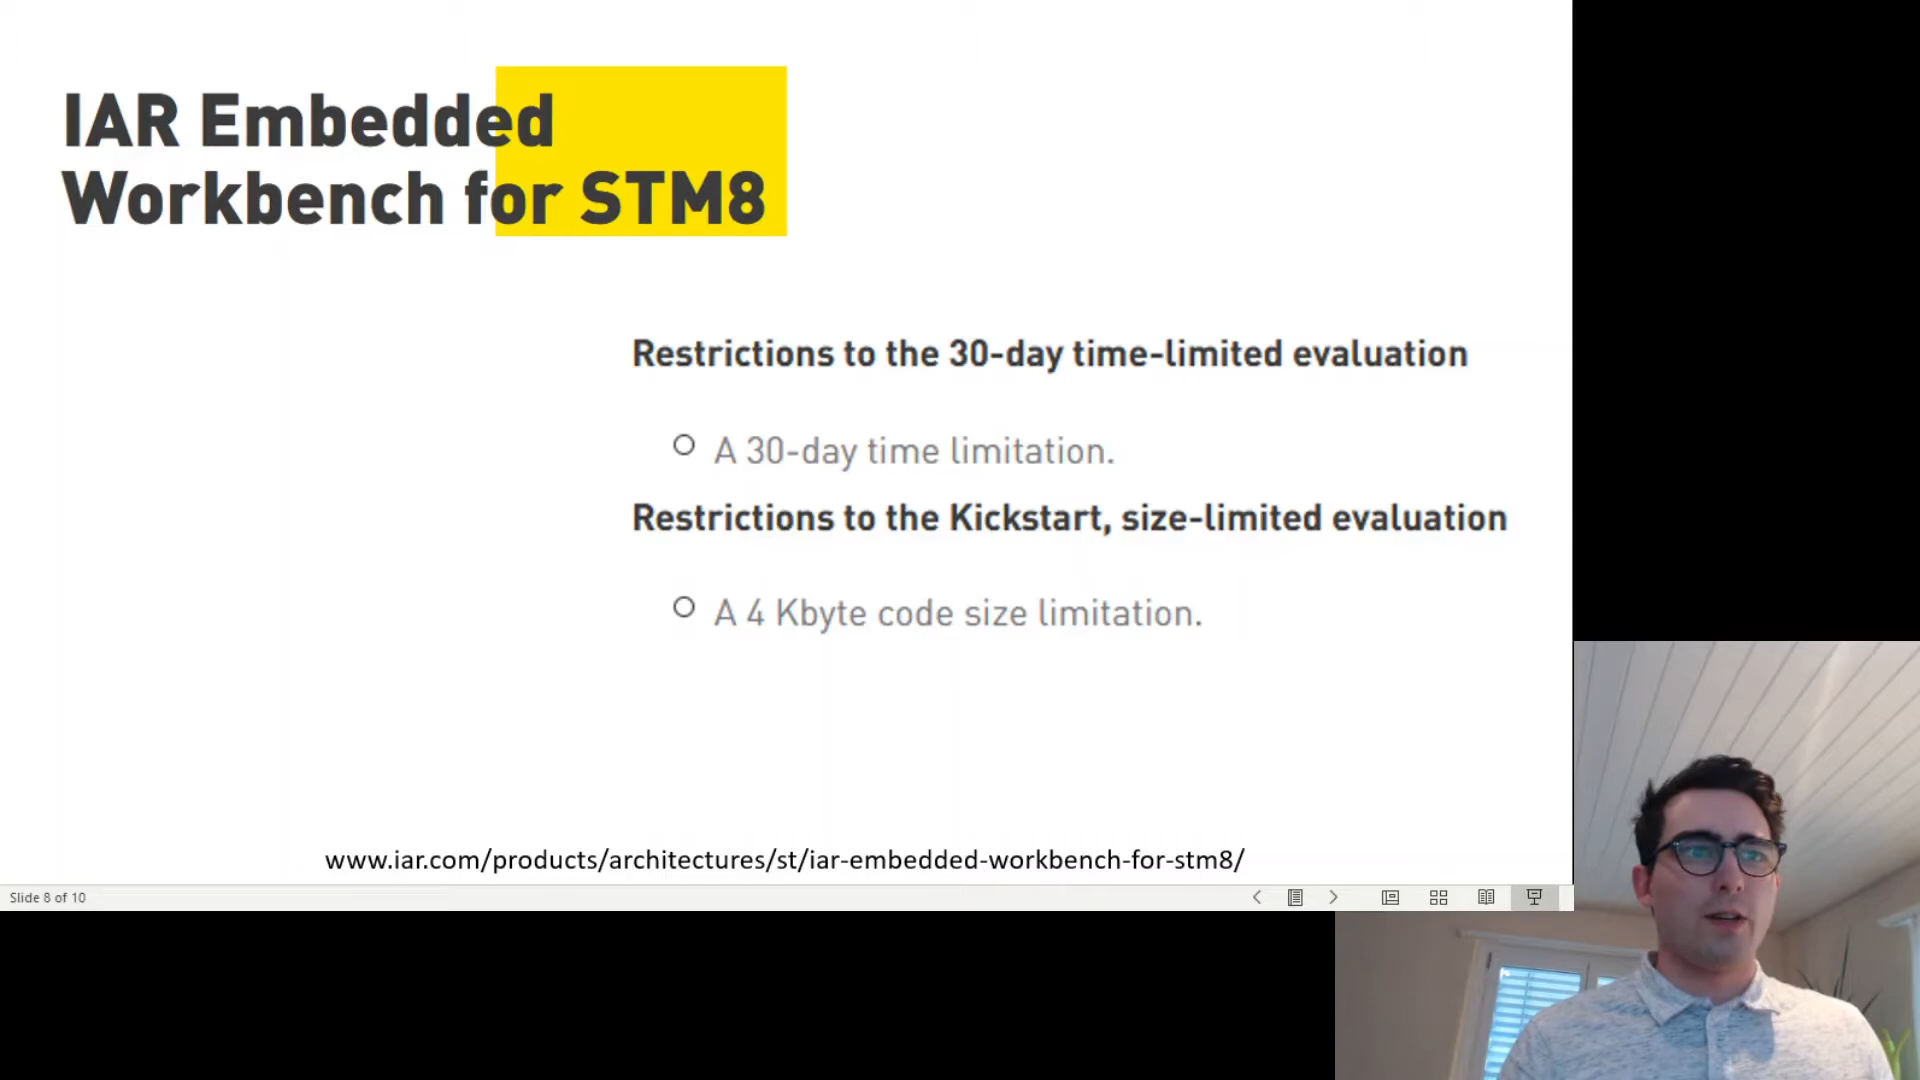 IAR Embedded
Workbench for STM8
Restrictions to the 30-day time-limited evaluation
A 30-day time limitation.
Restrictions to the Kickstart, size-limited evaluation
A 4 Kbyte code size limitation.
www.iar.com/products/architectures/st/iar-embedded-workbench-for-stm8/
Slide 8 of 10